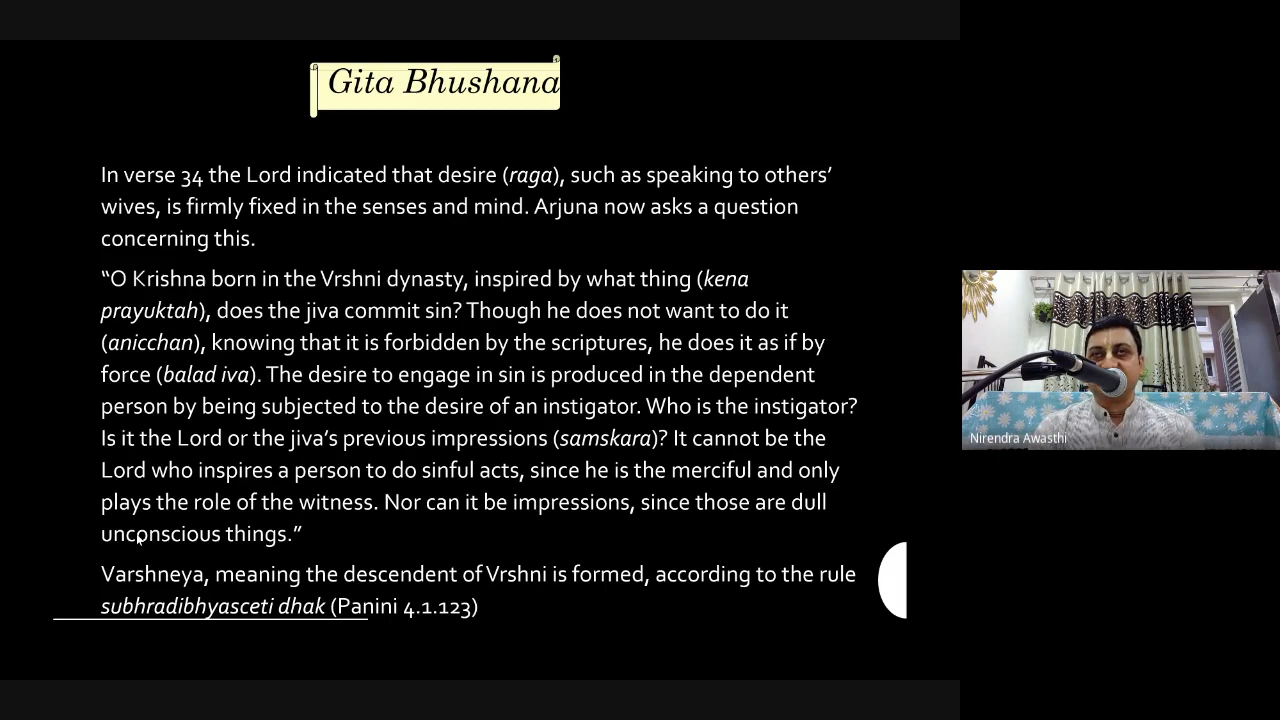 Gita Bhushana
In verse 34 the Lord indicated that desire (raga), such as speaking to others’
wives, is firmly fixed in the senses and mind. Arjuna now asks a question
concerning this.
“O Krishna born in the Vrshni dynasty, inspired by what thing (kena
prayuktah), does the jiva commit sin? Though he does not want to do it
(anicchan), knowing that it is forbidden by the scriptures, he does it as if by
force (balad iva). The desire to engage in sin is produced in the dependent
person by being subjected to the desire of an instigator. Who is the instigator?
Is it the Lord or the jiva’s previous impressions (samskara)? It cannot be the
Lord who inspires a person to do sinful acts, since he is the merciful and only
plays the role of the witness. Nor can it be impressions, since those are dull
unconscious things.”
Varshneya, meaning the descendent of Vrshni is formed, according to the rule
subhradibhyasceti dhak (Panini 4.1.123)
Nirendra Awasthi